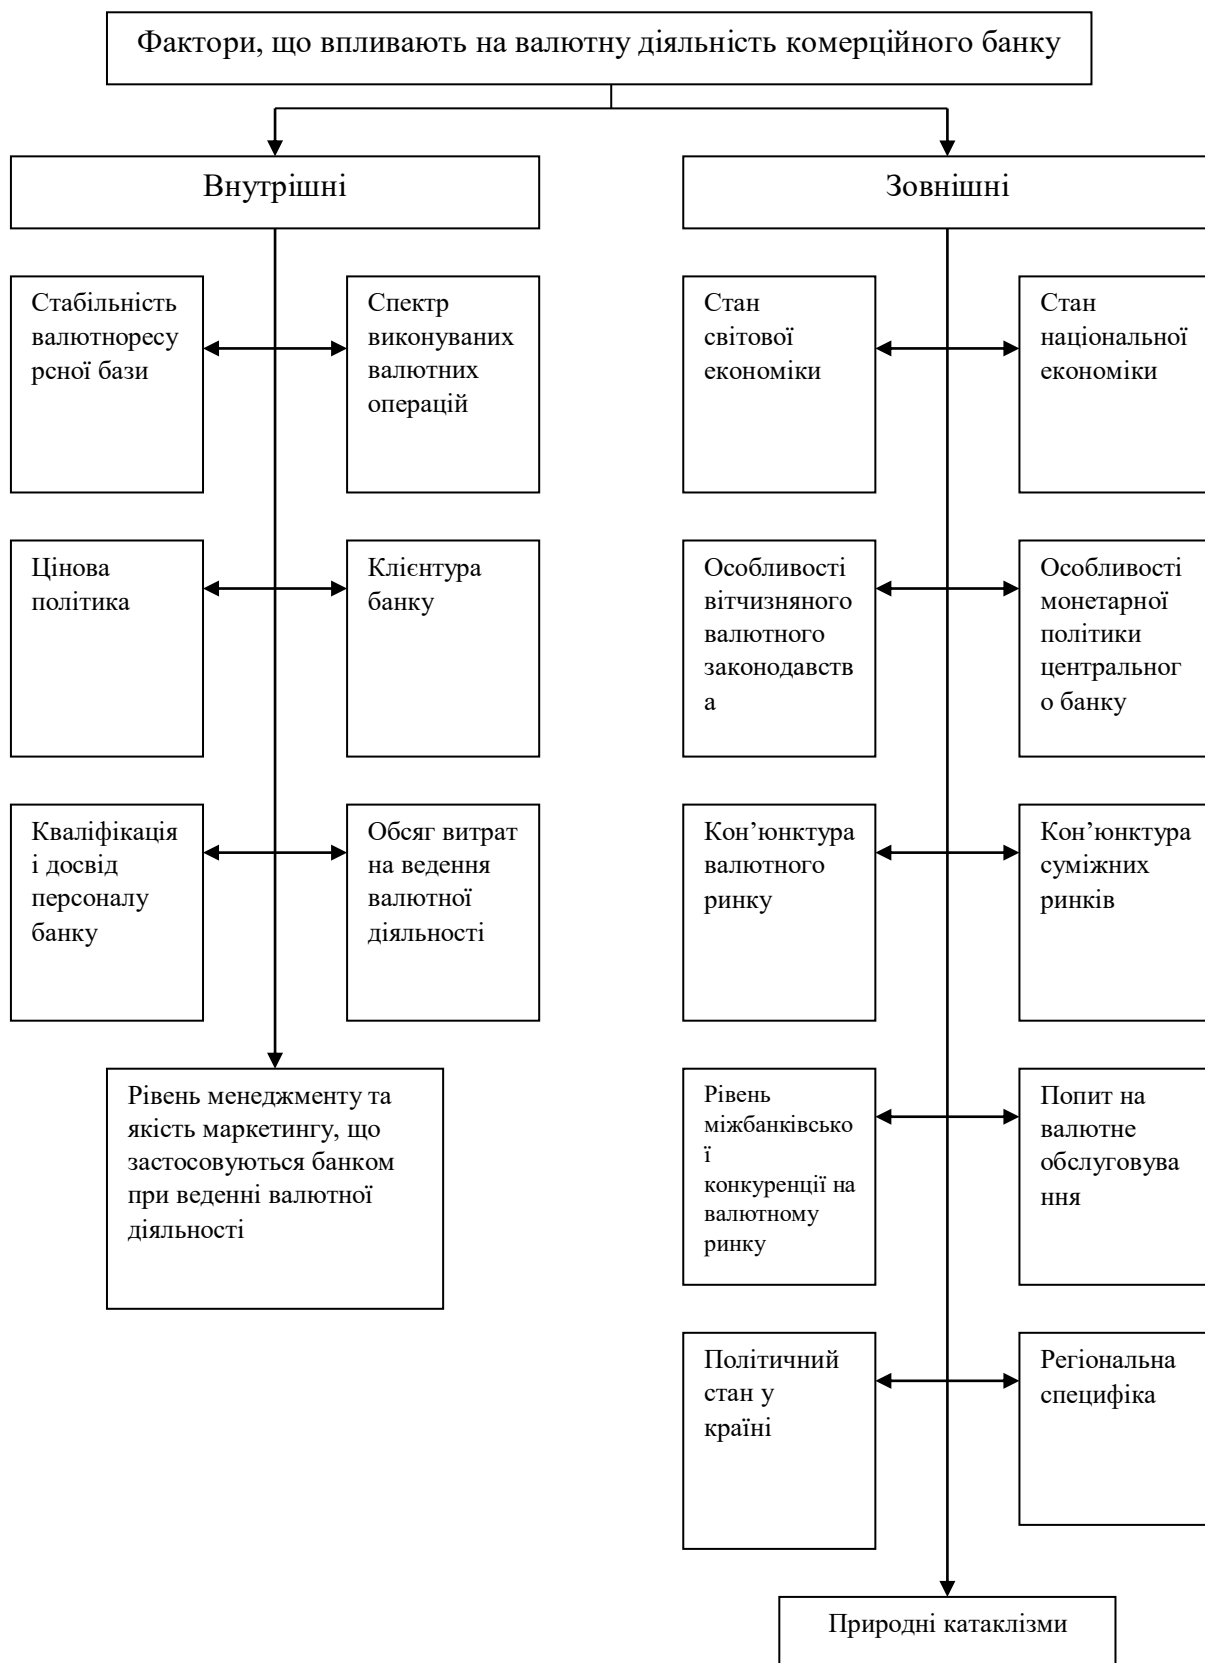 Фактори, що впливають на валютну діяльність комерційного банку
Внутрішні
Зовнішні
Стабільність
валютноресу
рсної бази
Спектр
виконуваних
валютних
операцій
Стан
світової
економіки
Стан
національної
економіки
Цінова
політика
Клієнтура
банку
Особливості
вітчизняного
валютного
законодавств
а
Особливості
монетарної
політики
центральног
о банку
Кваліфікація
і досвід
персоналу
банку
Обсяг витрат
на ведення
валютної
діяльності
Кон’юнктура
валютного
ринку
Кон’юнктура
суміжних
ринків
Рівень менеджменту та
якість маркетингу, що
застосовуються банком
при веденні валютної
діяльності
Рівень
міжбанківсько
ї
конкуренції на
валютному
ринку
Попит на
валютне
обслуговува
ння
Політичний
стан у
країні
Регіональна
специфіка
Природні катаклізми